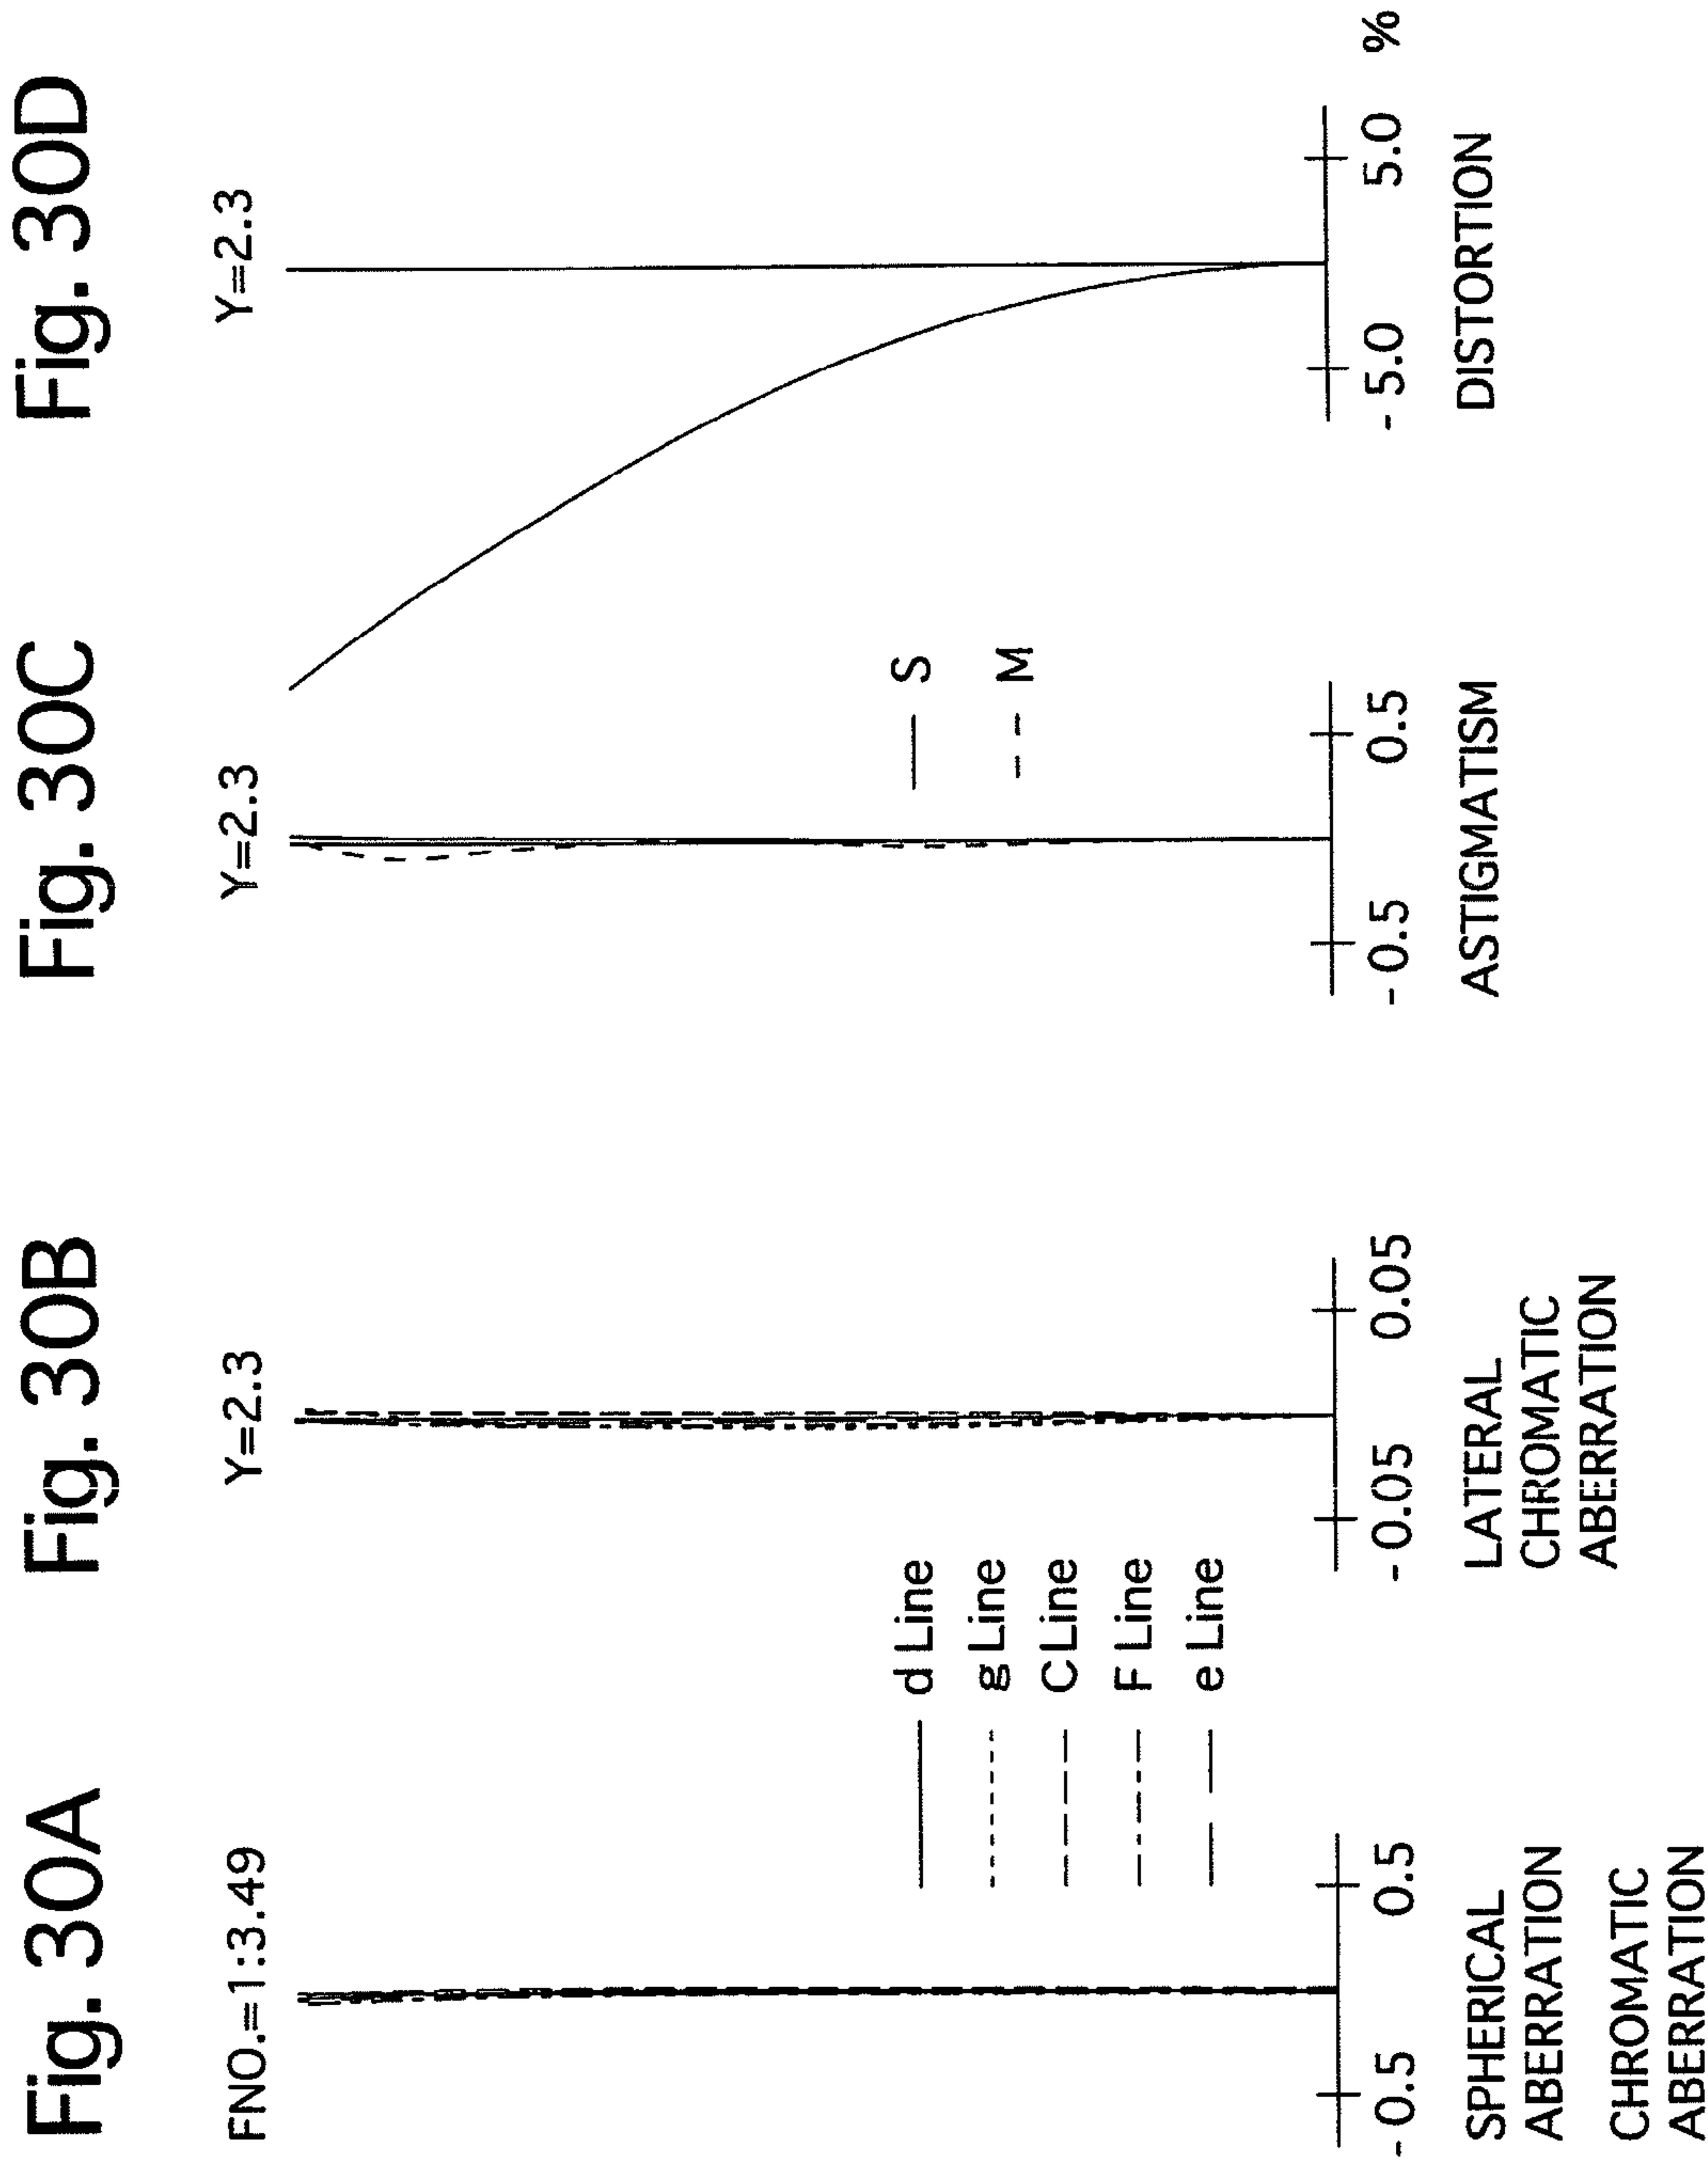 Fig. 30A
FNO.=1:3.49
-0.5 0.5
SPHERICAL
ABERRATION
CHROMATIC
ABERRATION
d Line
g Line
C Line
F Line
e Line
Fig. 30B
Y=2.3
-0.05 0.05
LATERAL
CHROMATIC
ABERRATION
Fig. 30C
Y=2.3
S
M
-0.5 0.5
ASTIGMATISM
Fig. 30D
Y=2.3
-5.0 5.0 %
DISTORTION